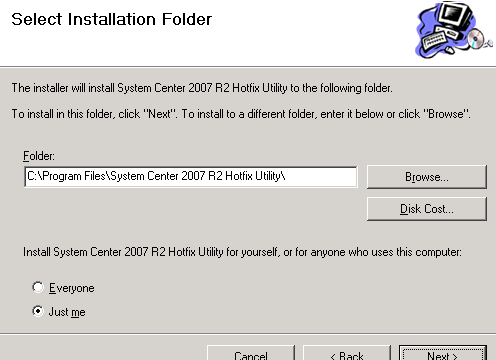 Select Installation Folder
The installer will install System Center 2007 R2 Hotfix Utility to the following folder.
To install in this folder, click "Next". To install to a different folder, enter it below or click "Browse".
Folder:
C:\Program Files\System Center 2007 R2 Hotfix Utility\
Browse...
Disk Cost...
Install System Center 2007 R2 Hotfix Utility for yourself, or for anyone who uses this computer:
Everyone
Just me
Cancel
< Back
Next >